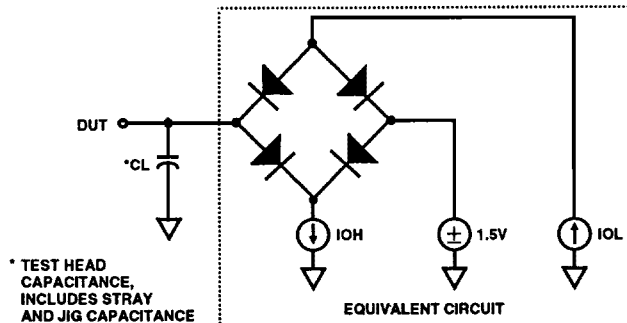 DUT
*CL
IOH
± 1.5V
IOL
* TEST HEAD
CAPACITANCE,
INCLUDES STRAY
AND JIG CAPACITANCE
EQUIVALENT CIRCUIT